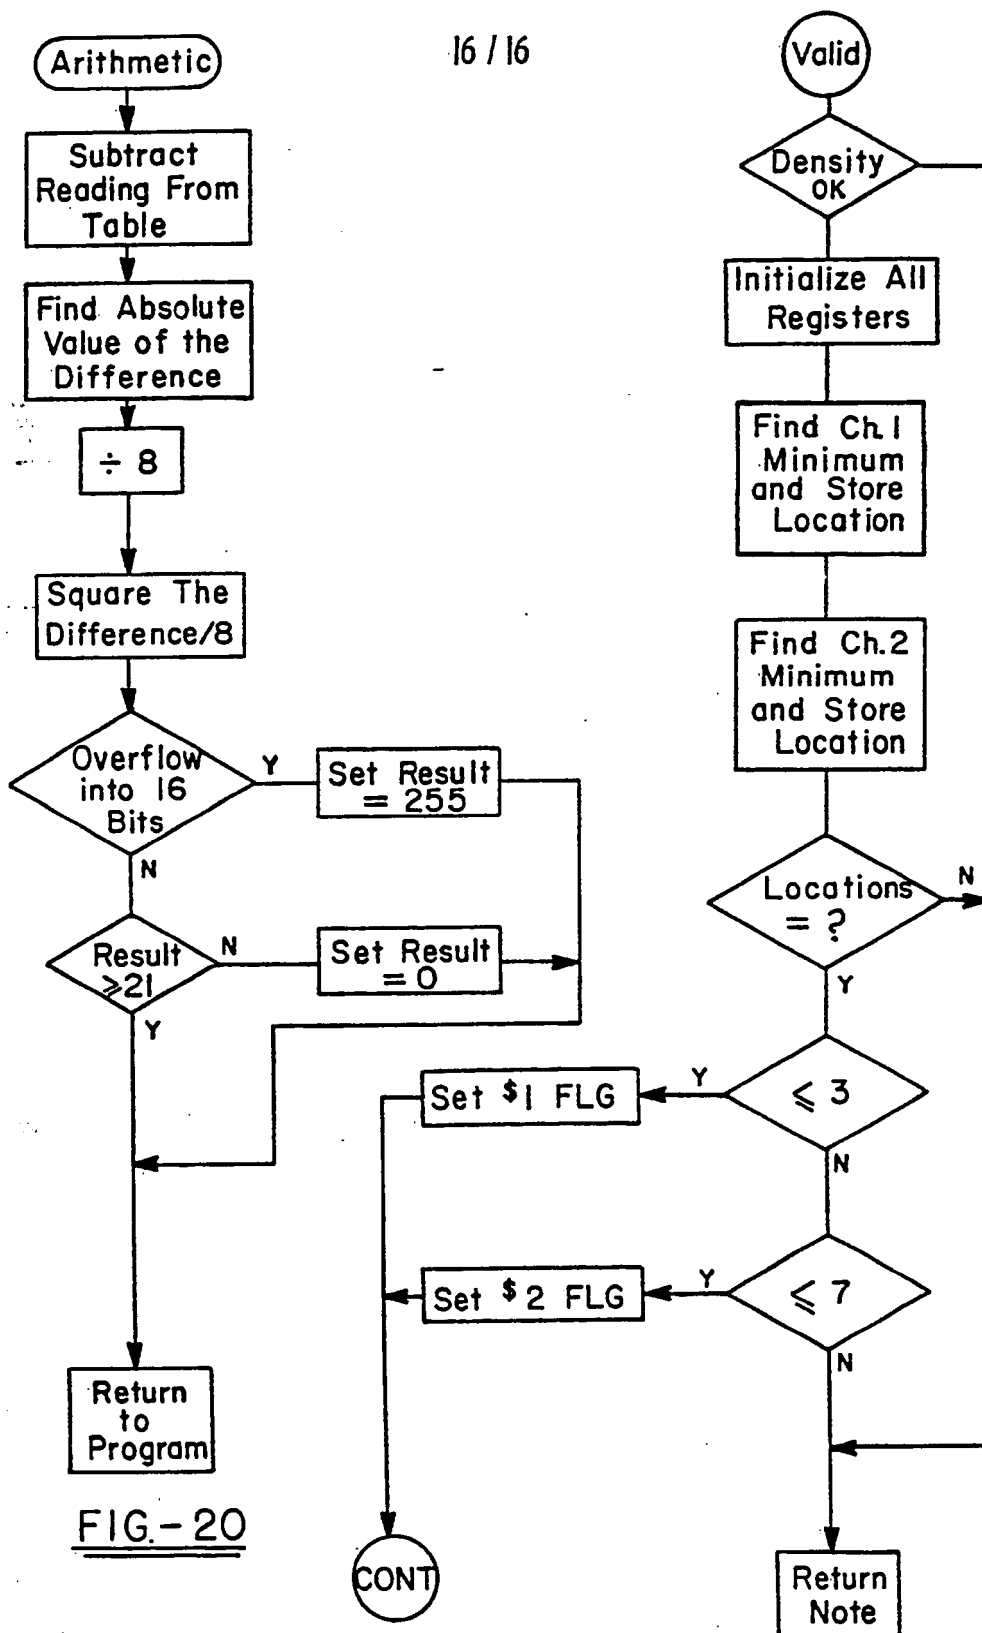 16 / 16
Arithmetic
Subtract
Reading From
Table
Find Absolute
Value of the
Difference
÷ 8
Square The
Difference/8
Overflow
into 16
Bits
Y
Set Result
= 255
N
Result
≥21
N
Set Result
= 0
Y
Return
to
Program
FIG.-20
Valid
Density
OK
Initialize All
Registers
Find Ch.1
Minimum
and Store
Location
Find Ch.2
Minimum
and Store
Location
Locations
= ?
N
Y
≤ 3
Y
Set $1 FLG
N
≤ 7
Y
Set $2 FLG
N
CONT
Return
Note